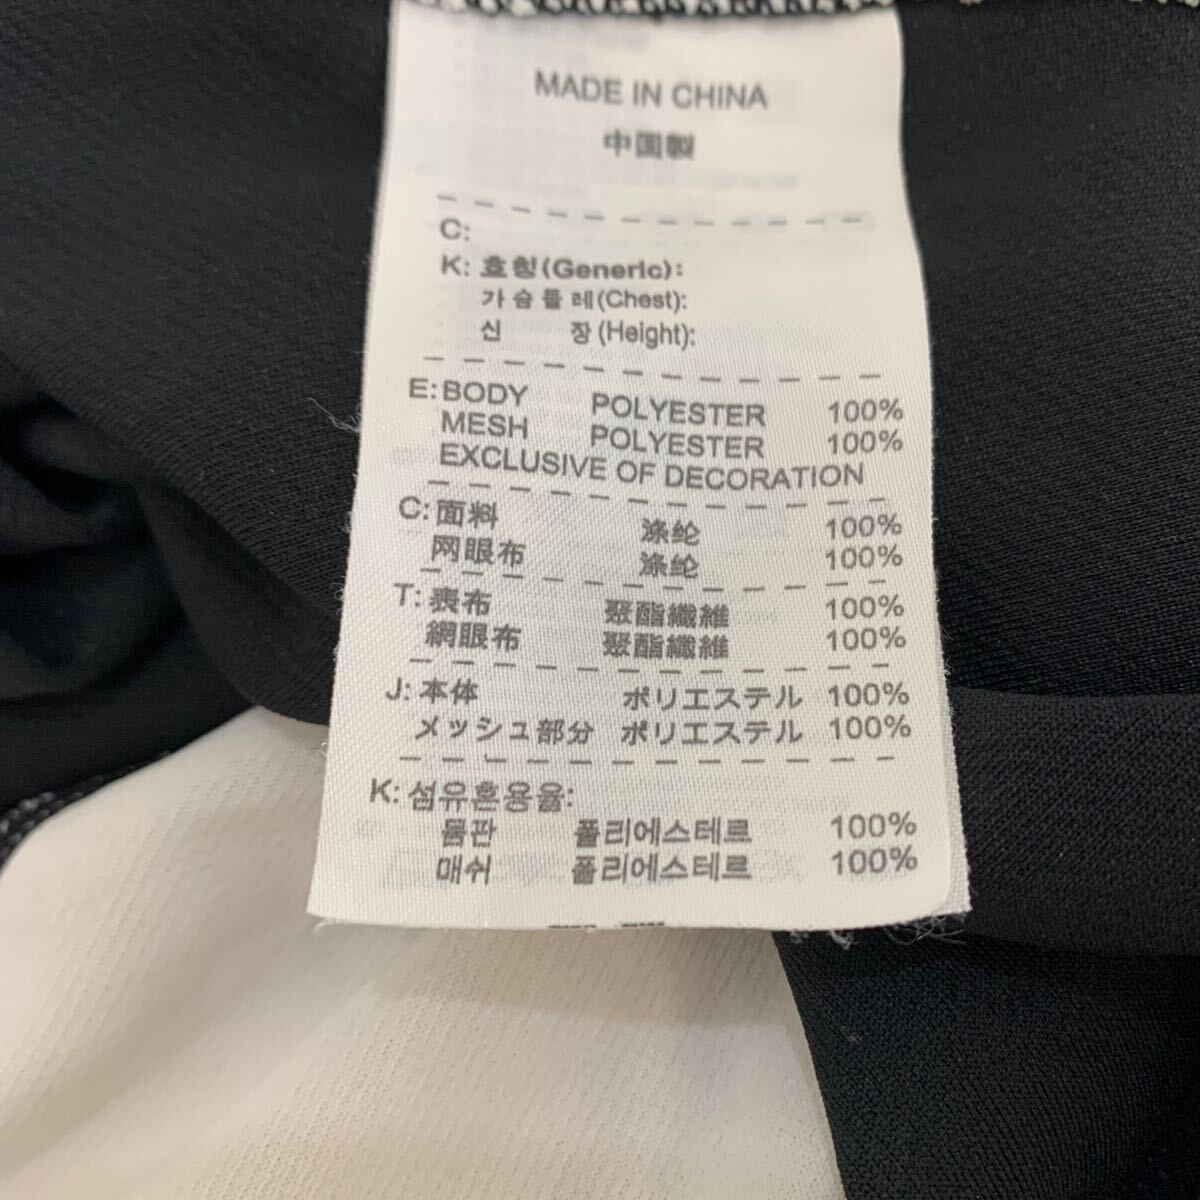 MADE IN CHINA
中国製
C:
K: 호칭(Generic):
가슴둘레(Chest):
신 장(Height):
E: BODY POLYESTER 100%
MESH POLYESTER 100%
EXCLUSIVE OF DECORATION
C: 面料 涤纶 100%
网眼布 涤纶 100%
T: 表布 聚酯纖維 100%
網眼布 聚酯纖維 100%
J: 本体 ポリエステル 100%
メッシュ部分 ポリエステル 100%
K: 섬유혼용율:
몸판 폴리에스테르 100%
매쉬 폴리에스테르 100%